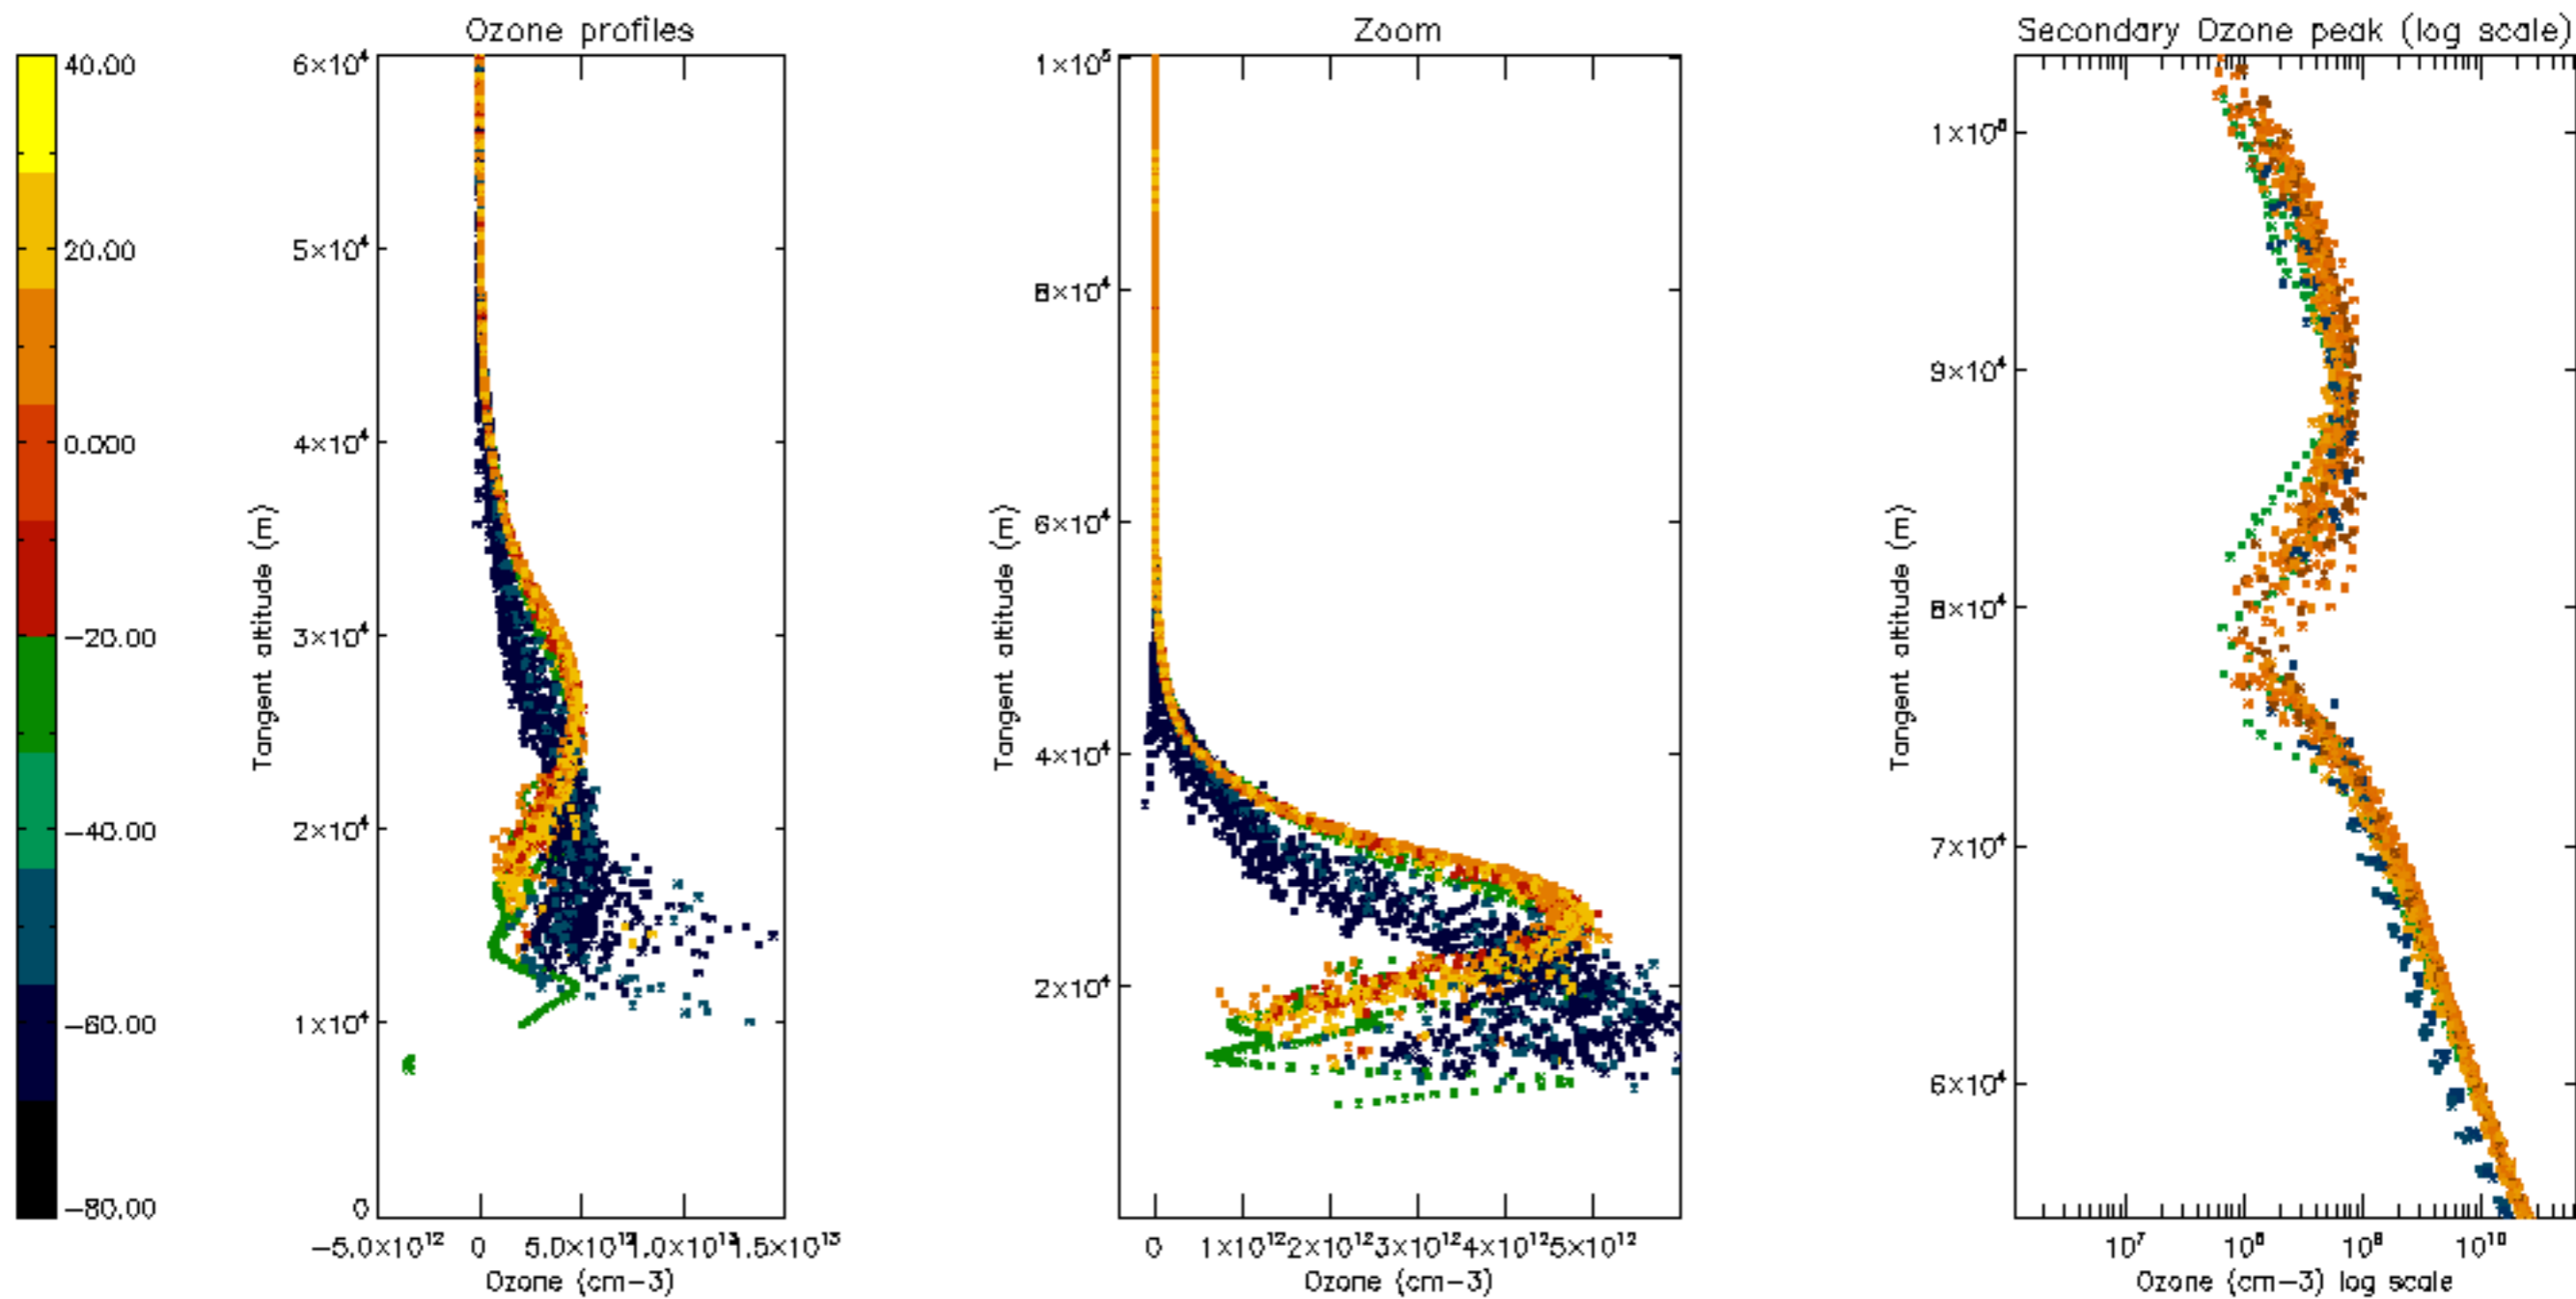 Ozone profiles
Zoom
Secondary Ozone peak (log scale)
40.00
20.00
0.000
−20.00
−40.00
−60.00
−80.00
6×10⁴
5×10⁴
4×10⁴
3×10⁴
2×10⁴
1×10⁴
0
Tangent altitude (m)
−5.0×10¹² 0 5.0×10¹² 1.0×10¹³ 1.5×10¹³
Ozone (cm−3)
1×10⁵
8×10⁴
6×10⁴
4×10⁴
2×10⁴
Tangent altitude (m)
0 1×10¹² 2×10¹² 3×10¹² 4×10¹² 5×10¹²
Ozone (cm−3)
1×10⁵
9×10⁴
8×10⁴
7×10⁴
6×10⁴
Tangent altitude (m)
10⁷ 10⁸ 10⁹ 10¹⁰
Ozone (cm−3) log scale